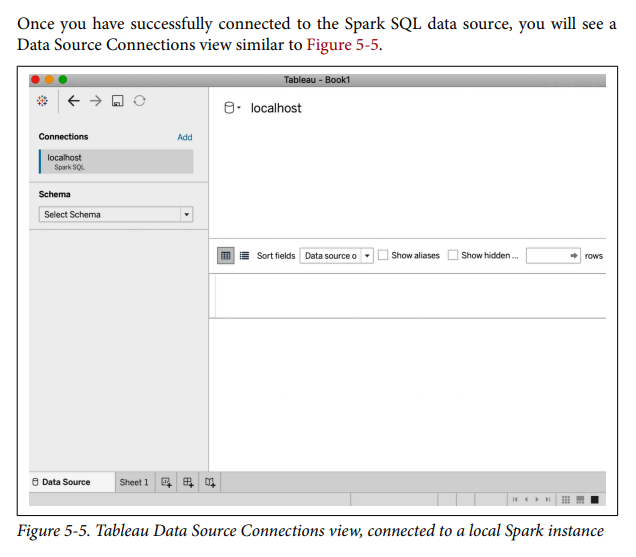 Once you have successfully connected to the Spark SQL data source, you will see a
Data Source Connections view similar to Figure 5-5.
Tableau - Book1
localhost
Connections
Add
localhost
Spark SQL
Schema
Select Schema
Sort fields
Data source o
Show aliases
Show hidden ...
rows
Data Source
Sheet 1
Figure 5-5. Tableau Data Source Connections view, connected to a local Spark instance